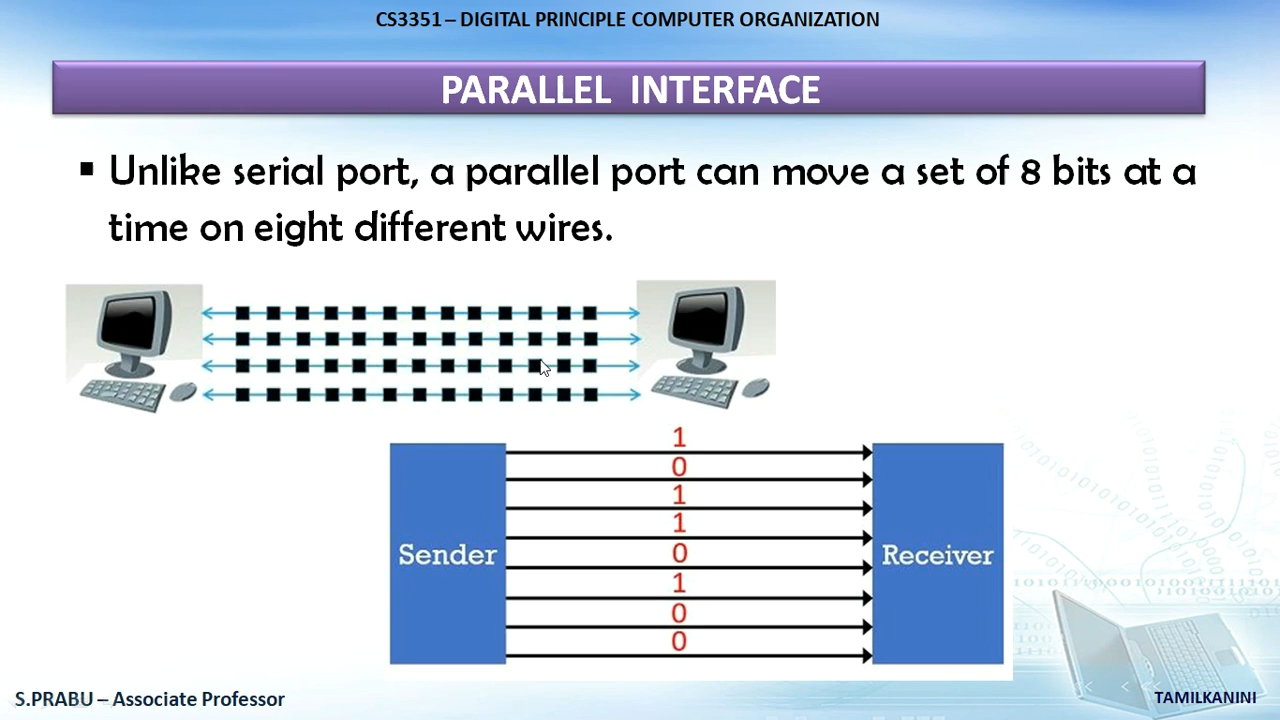 CS3351 – DIGITAL PRINCIPLE COMPUTER ORGANIZATION
PARALLEL INTERFACE
▪ Unlike serial port, a parallel port can move a set of 8 bits at a
time on eight different wires.
1
0
1
1
0
1
0
0
Sender
Receiver
S.PRABU – Associate Professor
TAMILKANINI